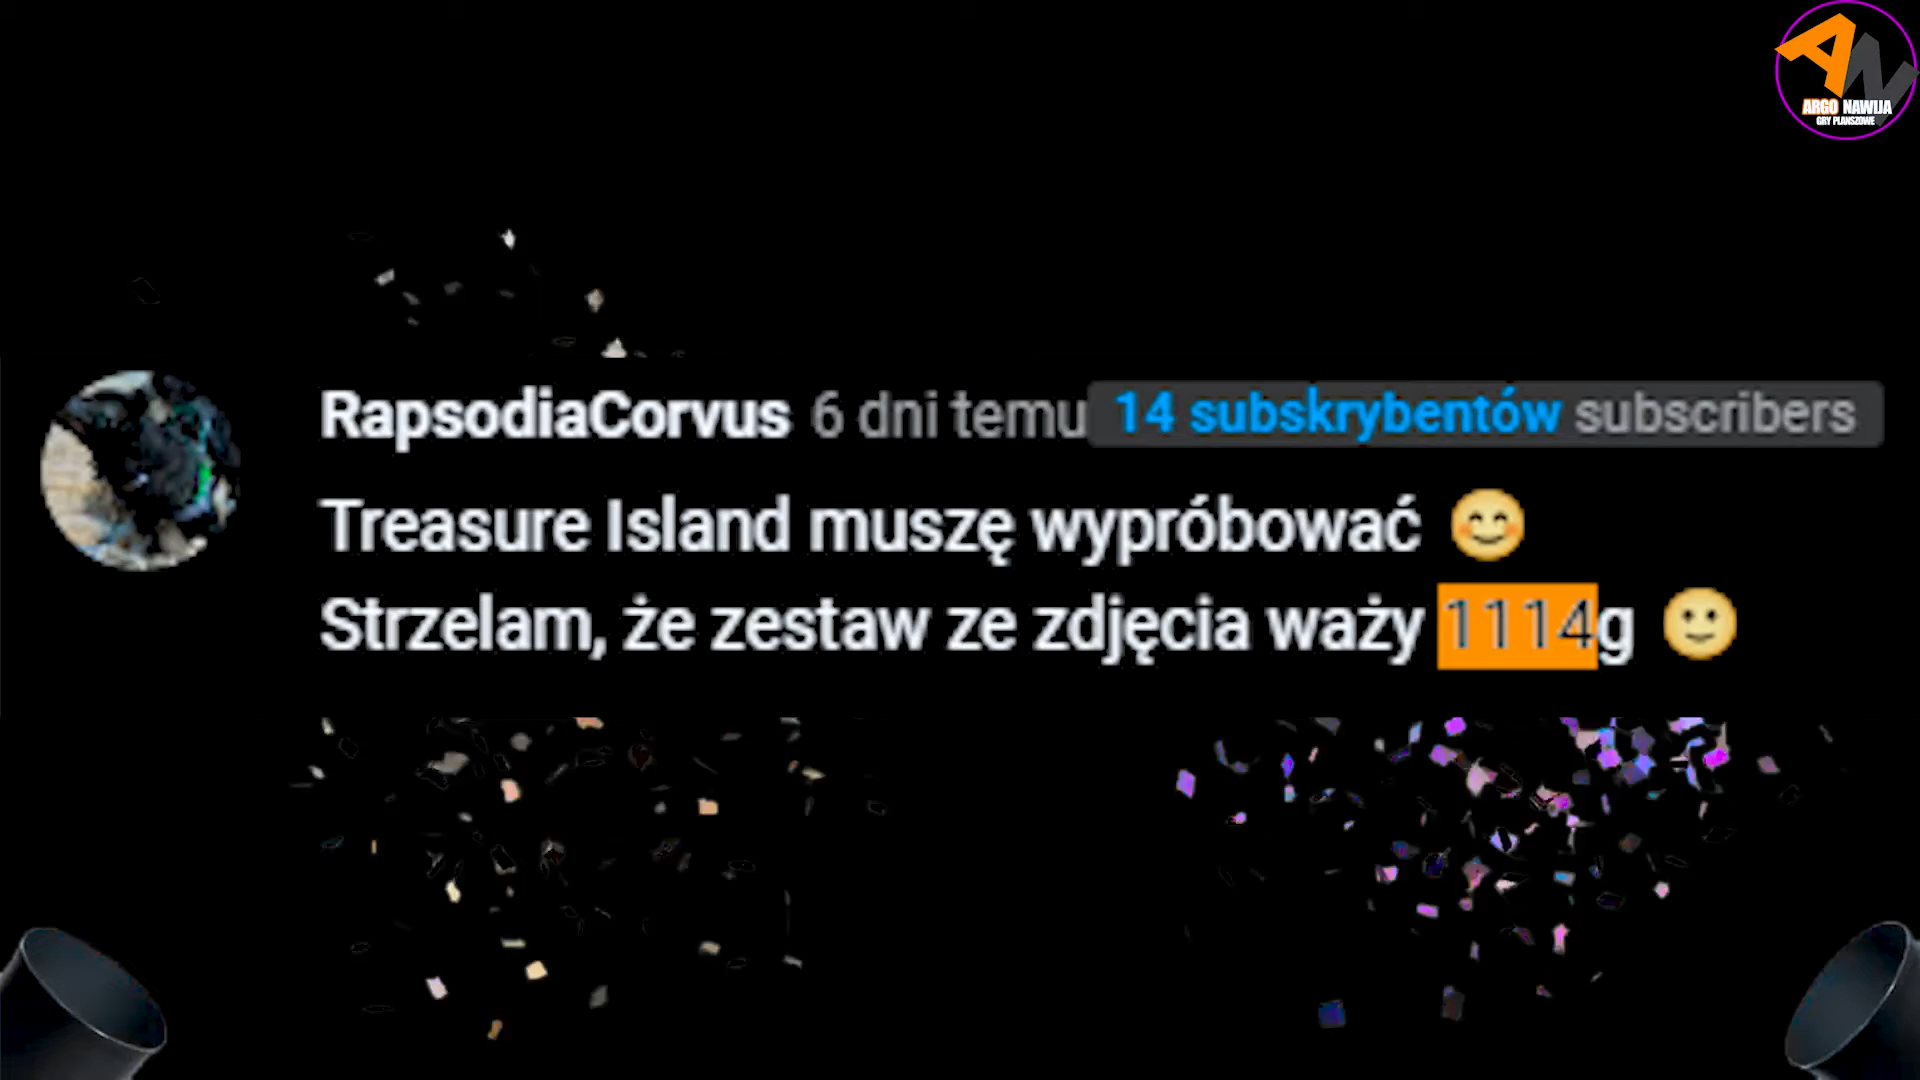 AN
ARGO NAWIJA
GRY PLANSZOWE
RapsodiaCorvus 6 dni temu 14 subskrybentów subscribers
Treasure Island muszę wypróbować 😊
Strzelam, że zestaw ze zdjęcia waży 1114g 🙂